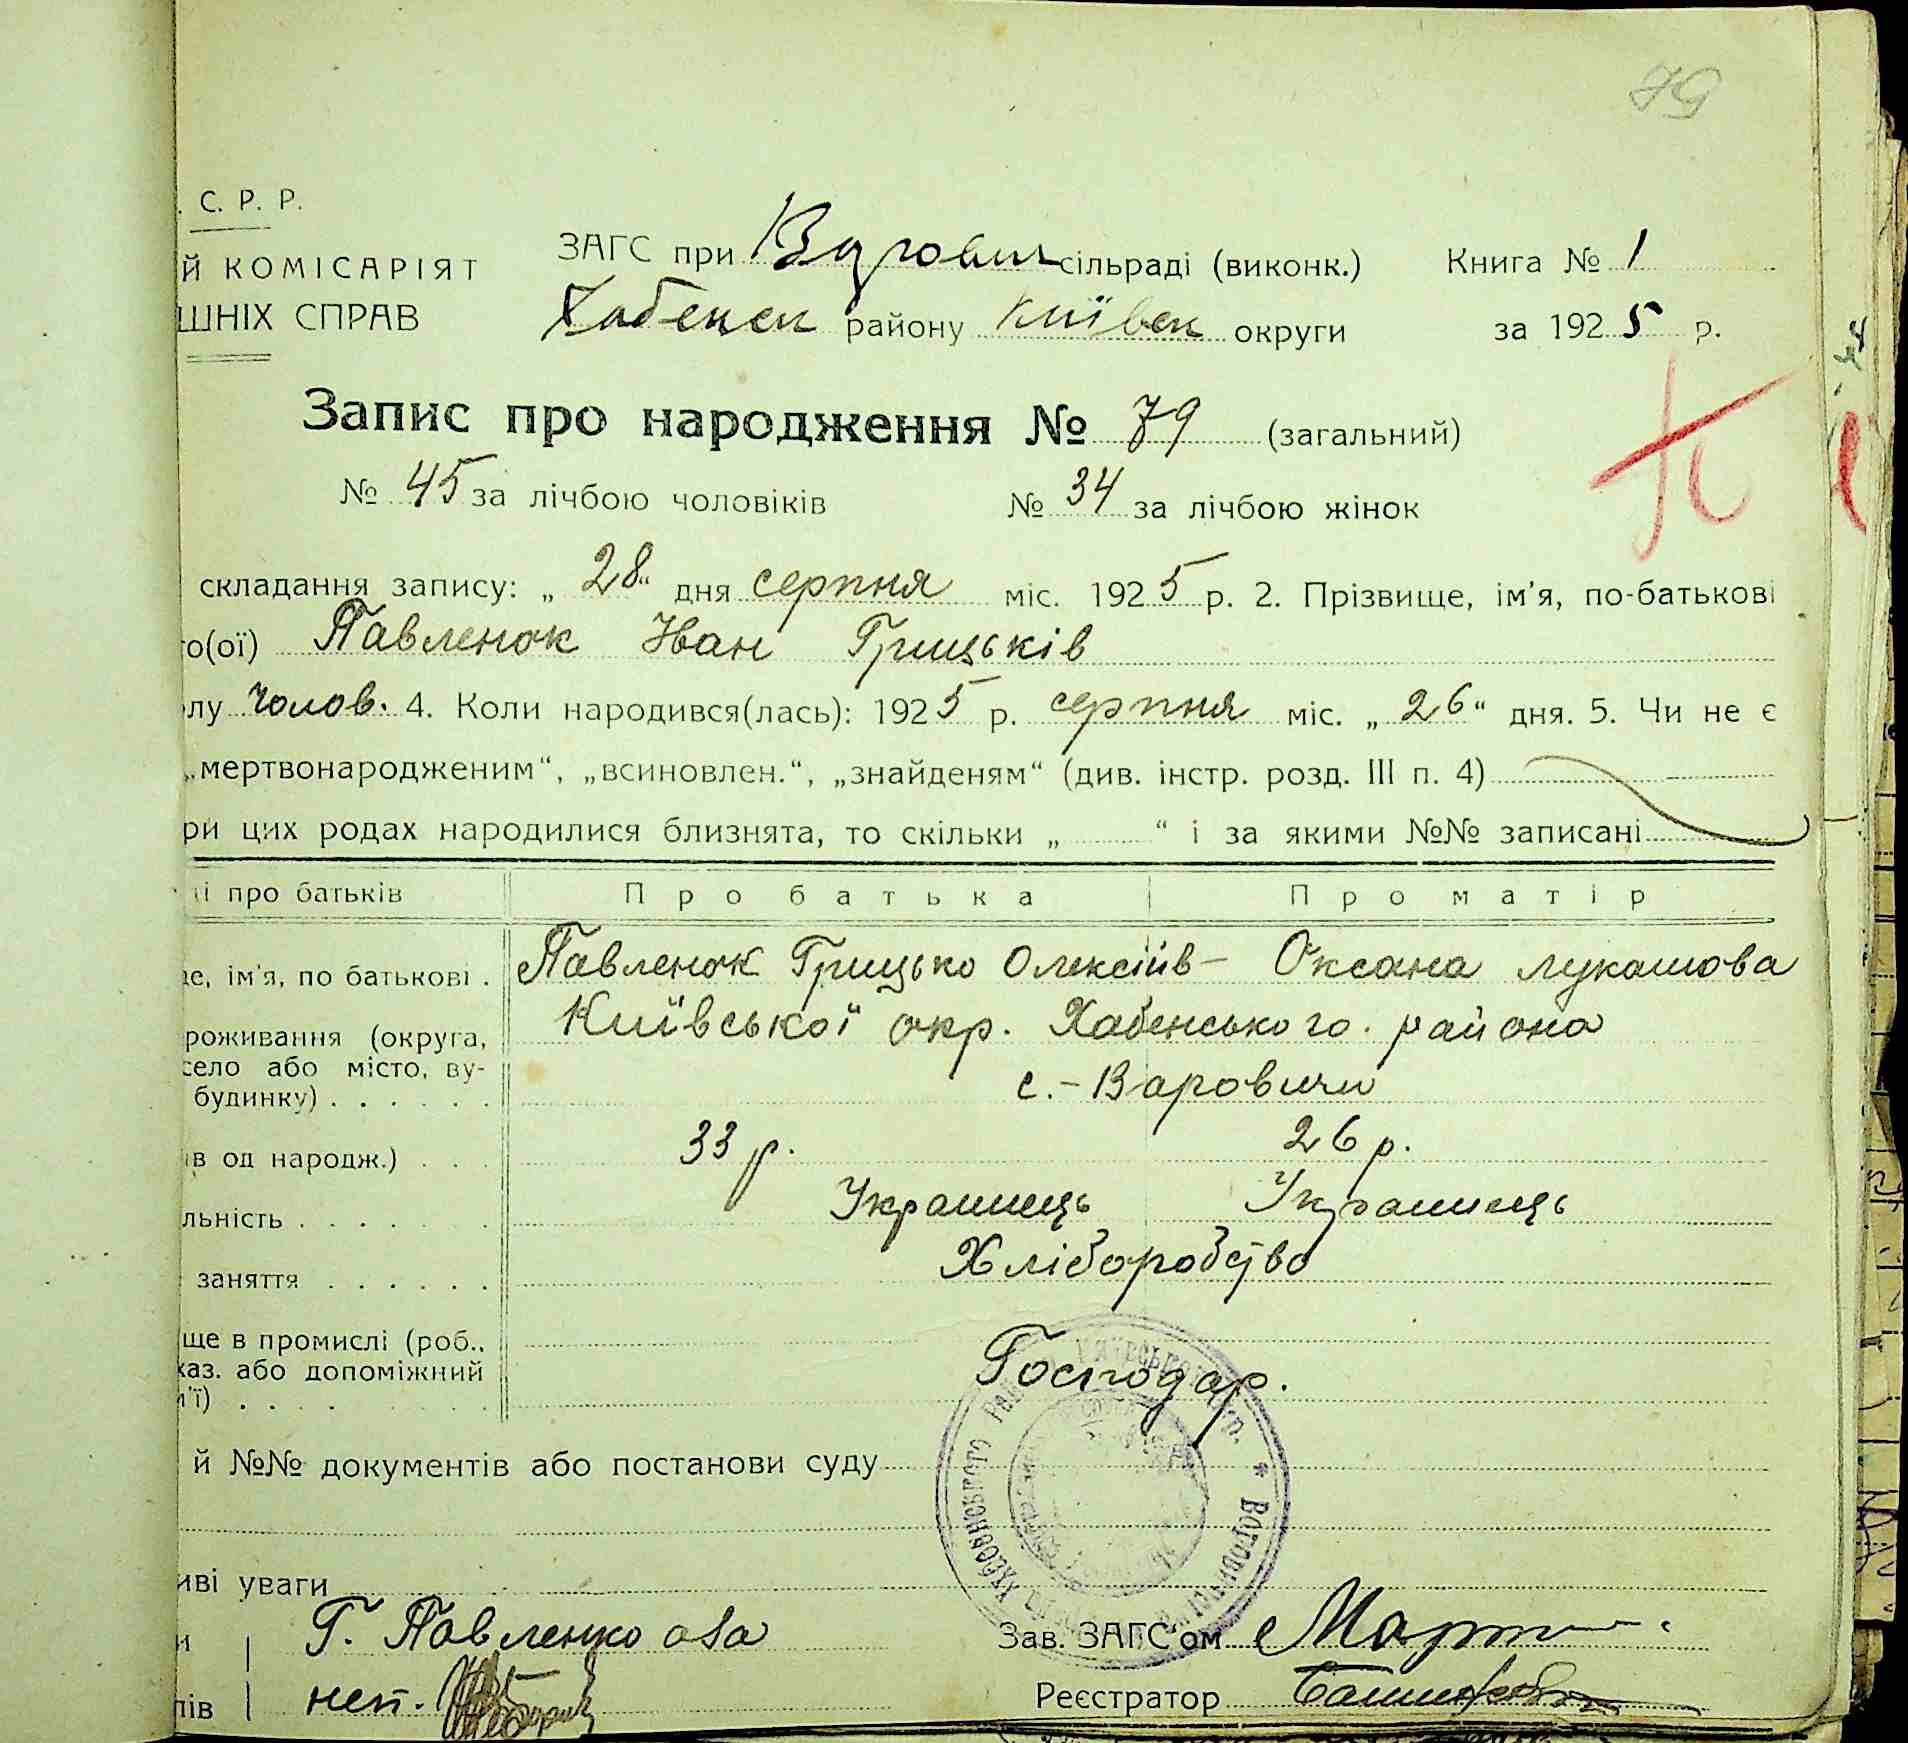 79
. С. Р. Р.
Й КОМІСАРІЯТ
ШНІХ СПРАВ
ЗАГС при Варович сільраді (виконк.) Книга № 1
Хабенск району Київск округи за 1925 р.
Запис про народження № 79 (загальний)
№ 45 за лічбою чоловіків № 34 за лічбою жінок
складання запису: „28“ дня серпня міс. 1925 р. 2. Прізвище, ім'я, по-батькові
го(ої) Павленок Іван Грицьків
лу чолов. 4. Коли народився(лась): 1925 р. серпня міс. „26“ дня. 5. Чи не є
„мертвонародженим“, „всиновлен.“, „знайденям“ (див. інстр. розд. III п. 4)
ри цих родах народилися близнята, то скільки „ “ і за якими №№ записані
ії про батьків Про батька Про матір
це, ім'я, по батькові . Павленок Грицько Олексіїв – Оксана Лукашова
роживання (округа, Київської окр. Хабенського района
село або місто, ву-
будинку) . . . . . . с. – Варовичи
ів од народж.) . . . 33 р. 26 р.
льність . . . . . . Українець Українець
заняття . . . . . . Хліборобство
ще в промислі (роб.,
каз. або допоміжний Господар.
и'ї) . . . .
й №№ документів або постанови суду
иві уваги
и Г. Павленко
Зав. ЗАГС'ом
лів неп.
Реєстратор